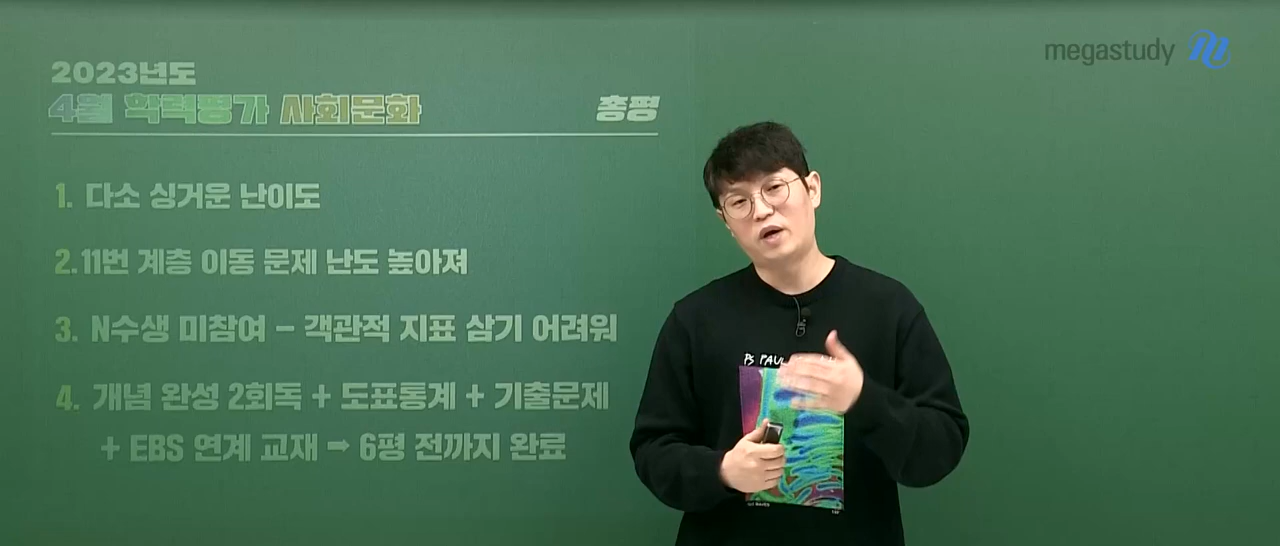 megastudy
2023년도
4월 학력평가 사회문화 총평
1. 다소 싱거운 난이도
2. 11번 계층 이동 문제 난도 높아져
3. N수생 미참여 - 객관적 지표 삼기 어려워
4. 개념 완성 2회독 + 도표통계 + 기출문제
+ EBS 연계 교재 ➡ 6평 전까지 완료
PS PAUL